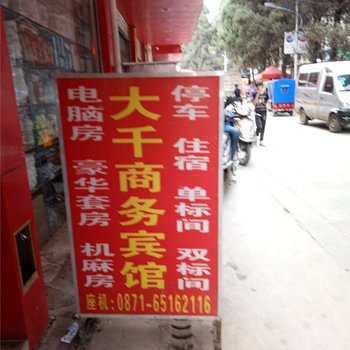 停车 住宿 单标间 双标间
大千商务宾馆
电脑房 豪华套房 机麻房
座机:0871-65162116